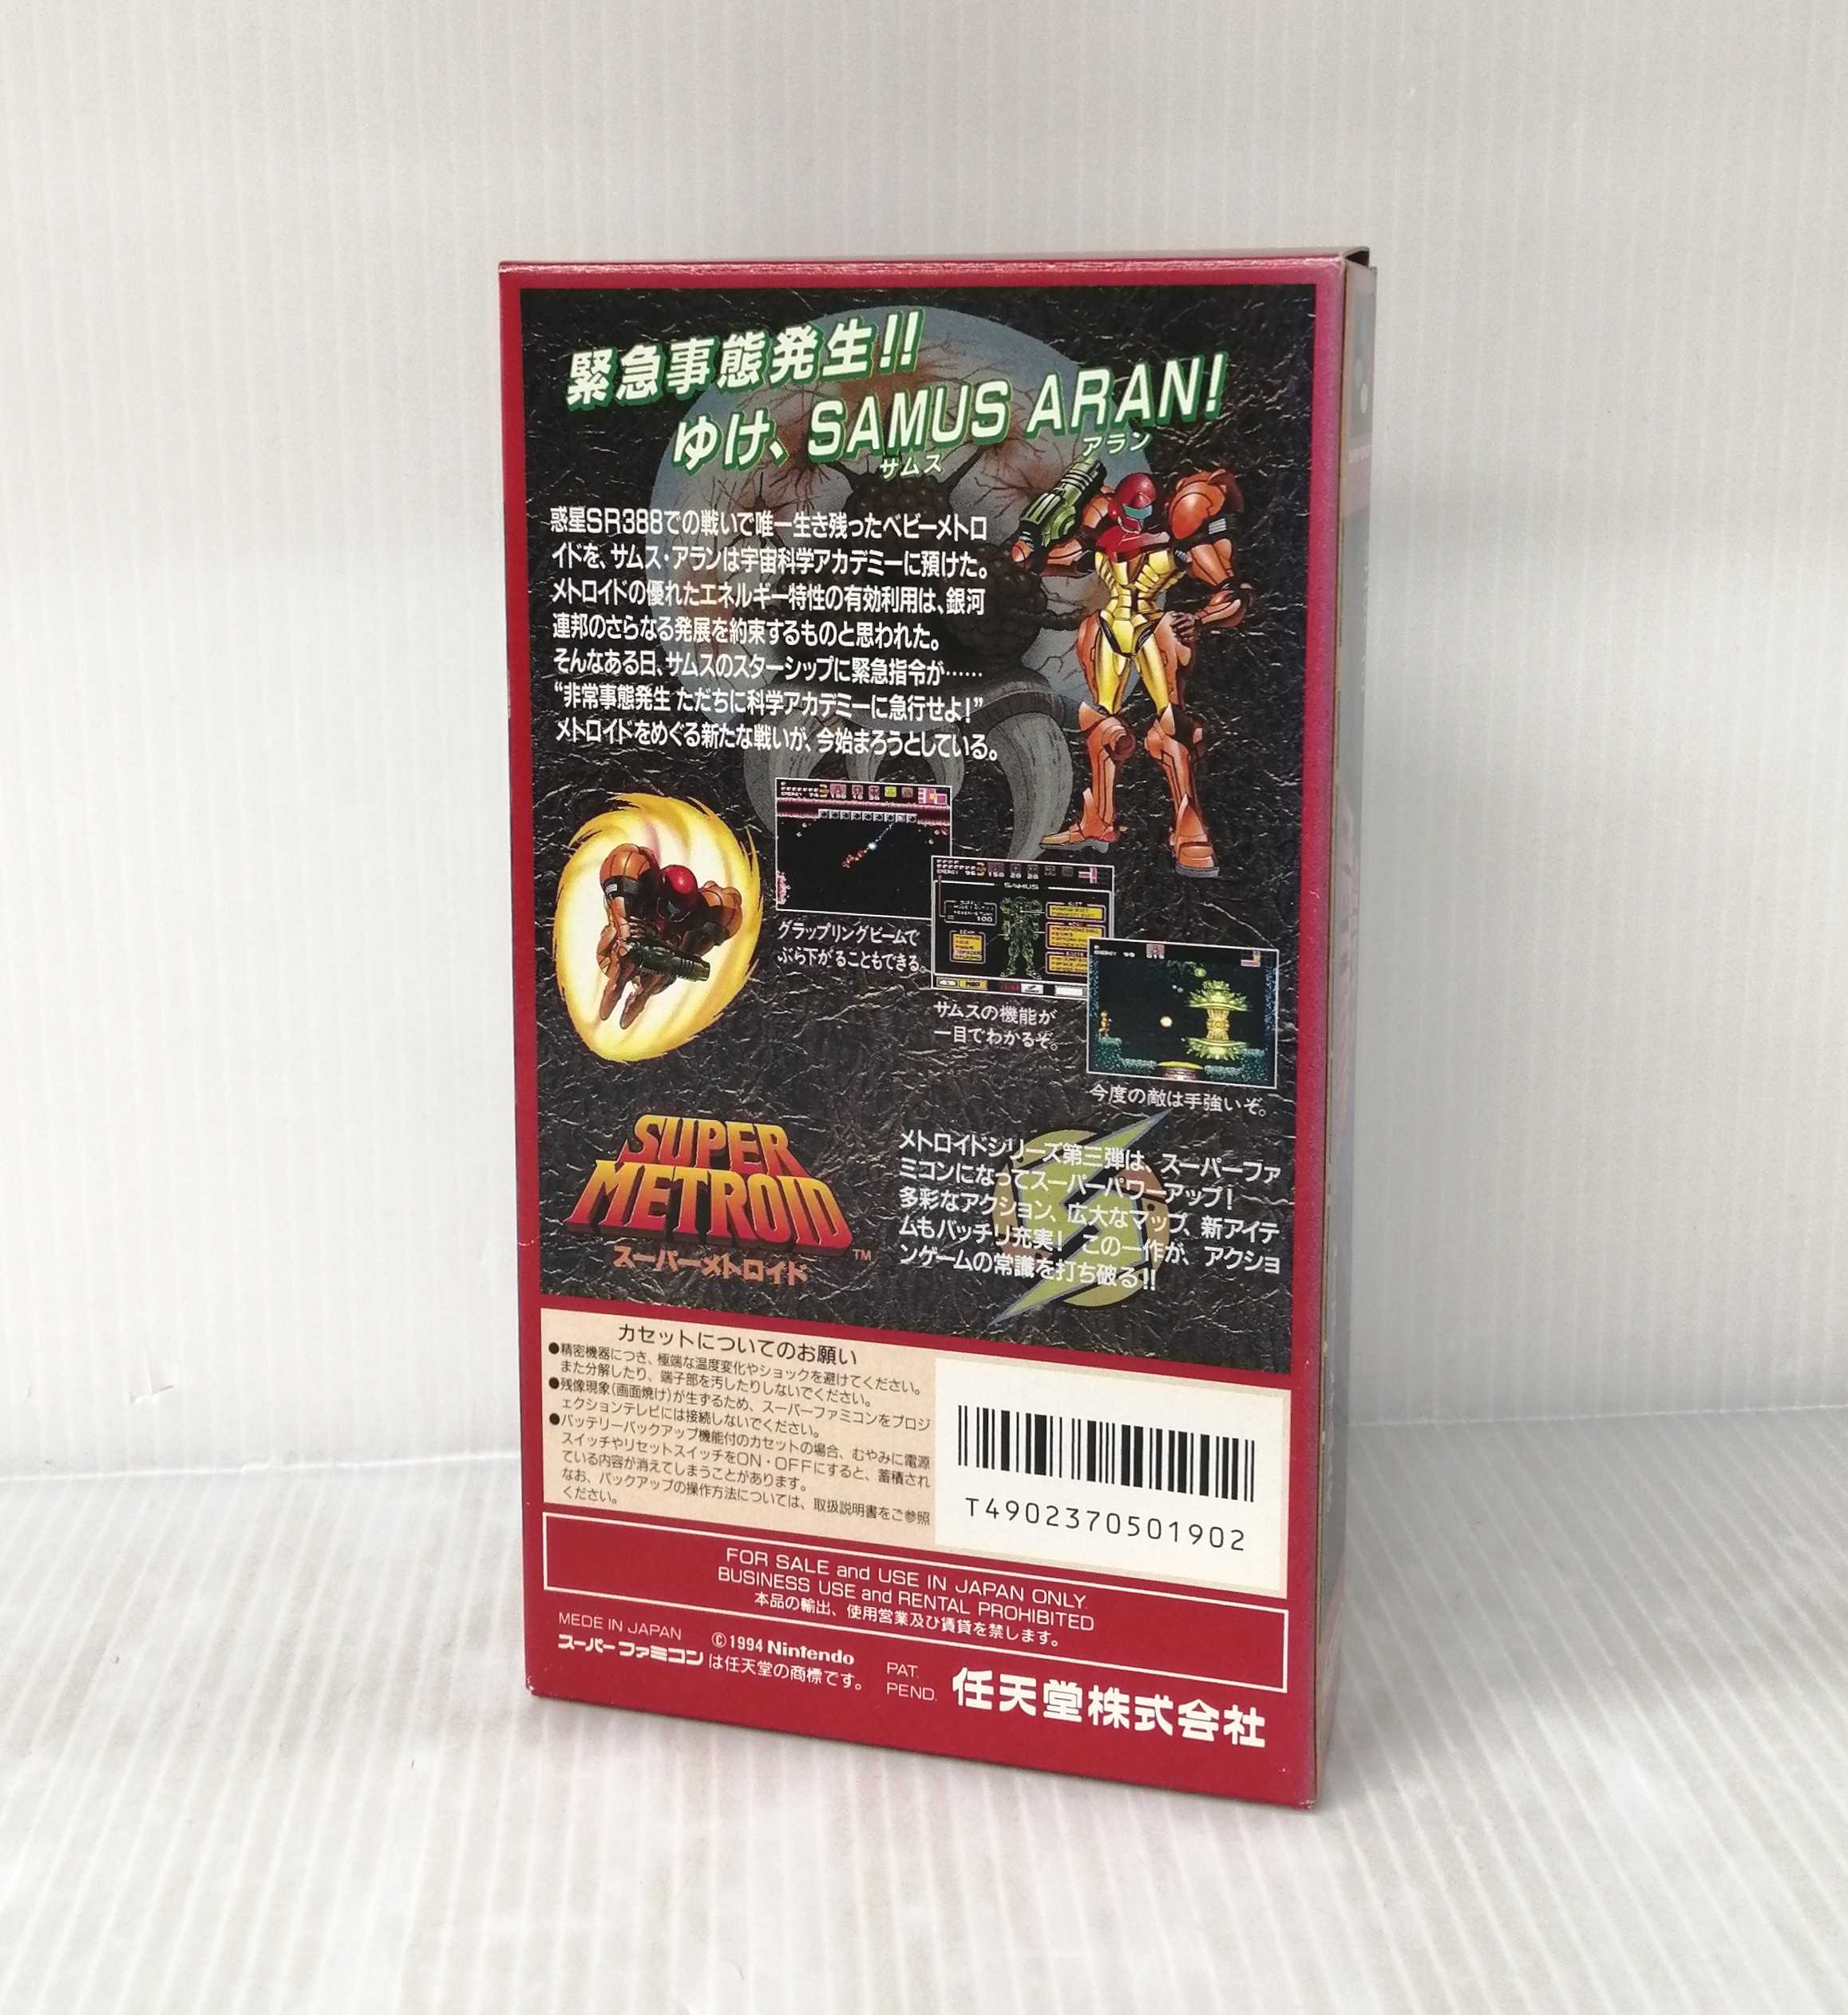 緊急事態発生!!
ゆけ、SAMUS ARAN!
サムス アラン
惑星SR388での戦いで唯一生き残ったベビーメトロ
イドを、サムス・アランは宇宙科学アカデミーに預けた。
メトロイドの優れたエネルギー特性の有効利用は、銀河
連邦のさらなる発展を約束するものと思われた。
そんなある日、サムスのスターシップに緊急指令が……
“非常事態発生 ただちに科学アカデミーに急行せよ!”
メトロイドをめぐる新たな戦いが、今始まろうとしている。
グラップリングビームで
ぶら下がることもできる。
SAMUS
サムスの機能が
一目でわかるぞ。
今度の敵は手強いぞ。
SUPER
METROID
TM
スーパーメトロイド
メトロイドシリーズ第三弾は、スーパーファ
ミコンになってスーパーパワーアップ!
多彩なアクション、広大なマップ、新アイテ
ムもバッチリ充実! この一作が、アクショ
ンゲームの常識を打ち破る!!
カセットについてのお願い
●精密機器につき、極端な温度変化やショックを避けてください。
また分解したり、端子部を汚したりしないでください。
●残像現象(画面焼け)が生ずるため、スーパーファミコンをプロジ
ェクションテレビには接続しないでください。
●バッテリーバックアップ機能付のカセットの場合、むやみに電源
スイッチやリセットスイッチをON・OFFにすると、蓄積され
ている内容が消えてしまうことがあります。
なお、バックアップの操作方法については、取扱説明書をご参照
ください。
T4902370501902
FOR SALE and USE IN JAPAN ONLY.
BUSINESS USE and RENTAL PROHIBITED
本品の輸出、使用営業及び賃貸を禁じます。
MEDE IN JAPAN ©1994 Nintendo
スーパーファミコンは任天堂の商標です。
PAT.
PEND.
任天堂株式会社